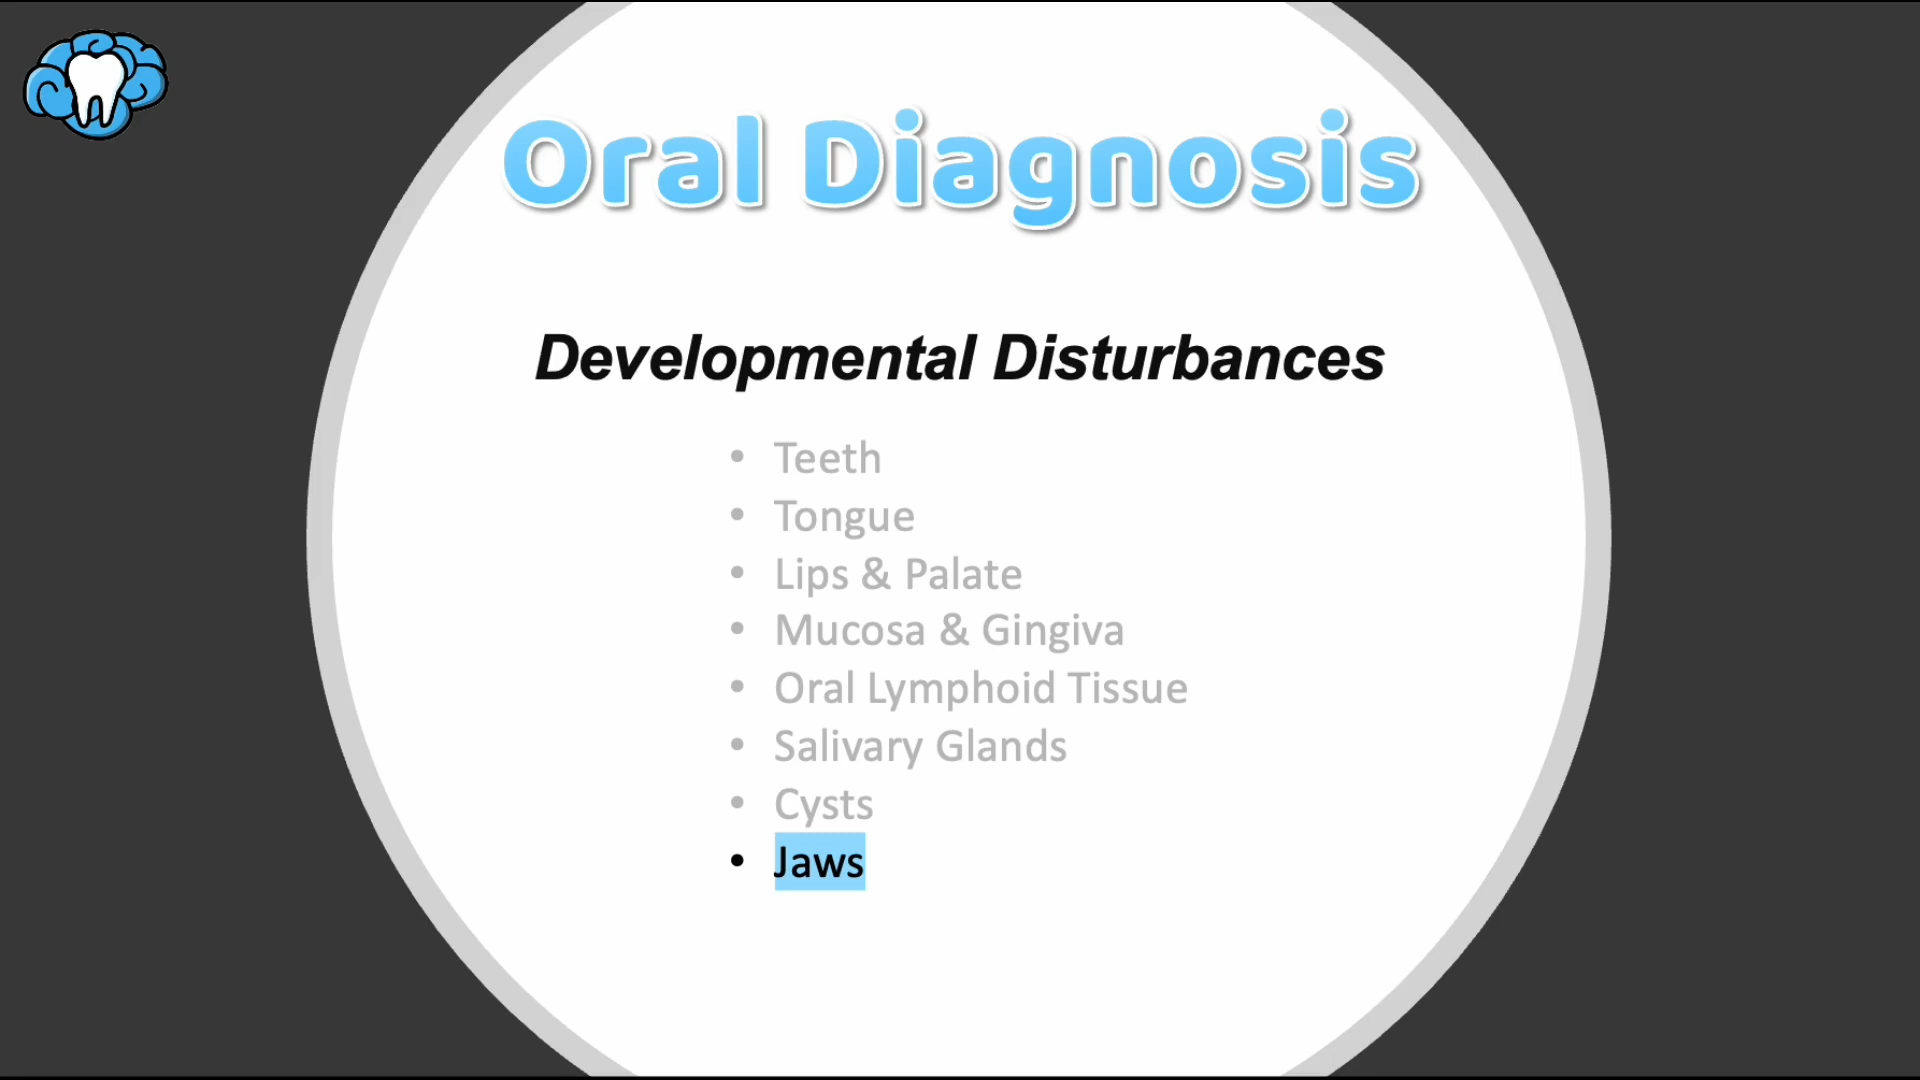 Oral Diagnosis
Developmental Disturbances
• Teeth
• Tongue
• Lips & Palate
• Mucosa & Gingiva
• Oral Lymphoid Tissue
• Salivary Glands
• Cysts
• Jaws